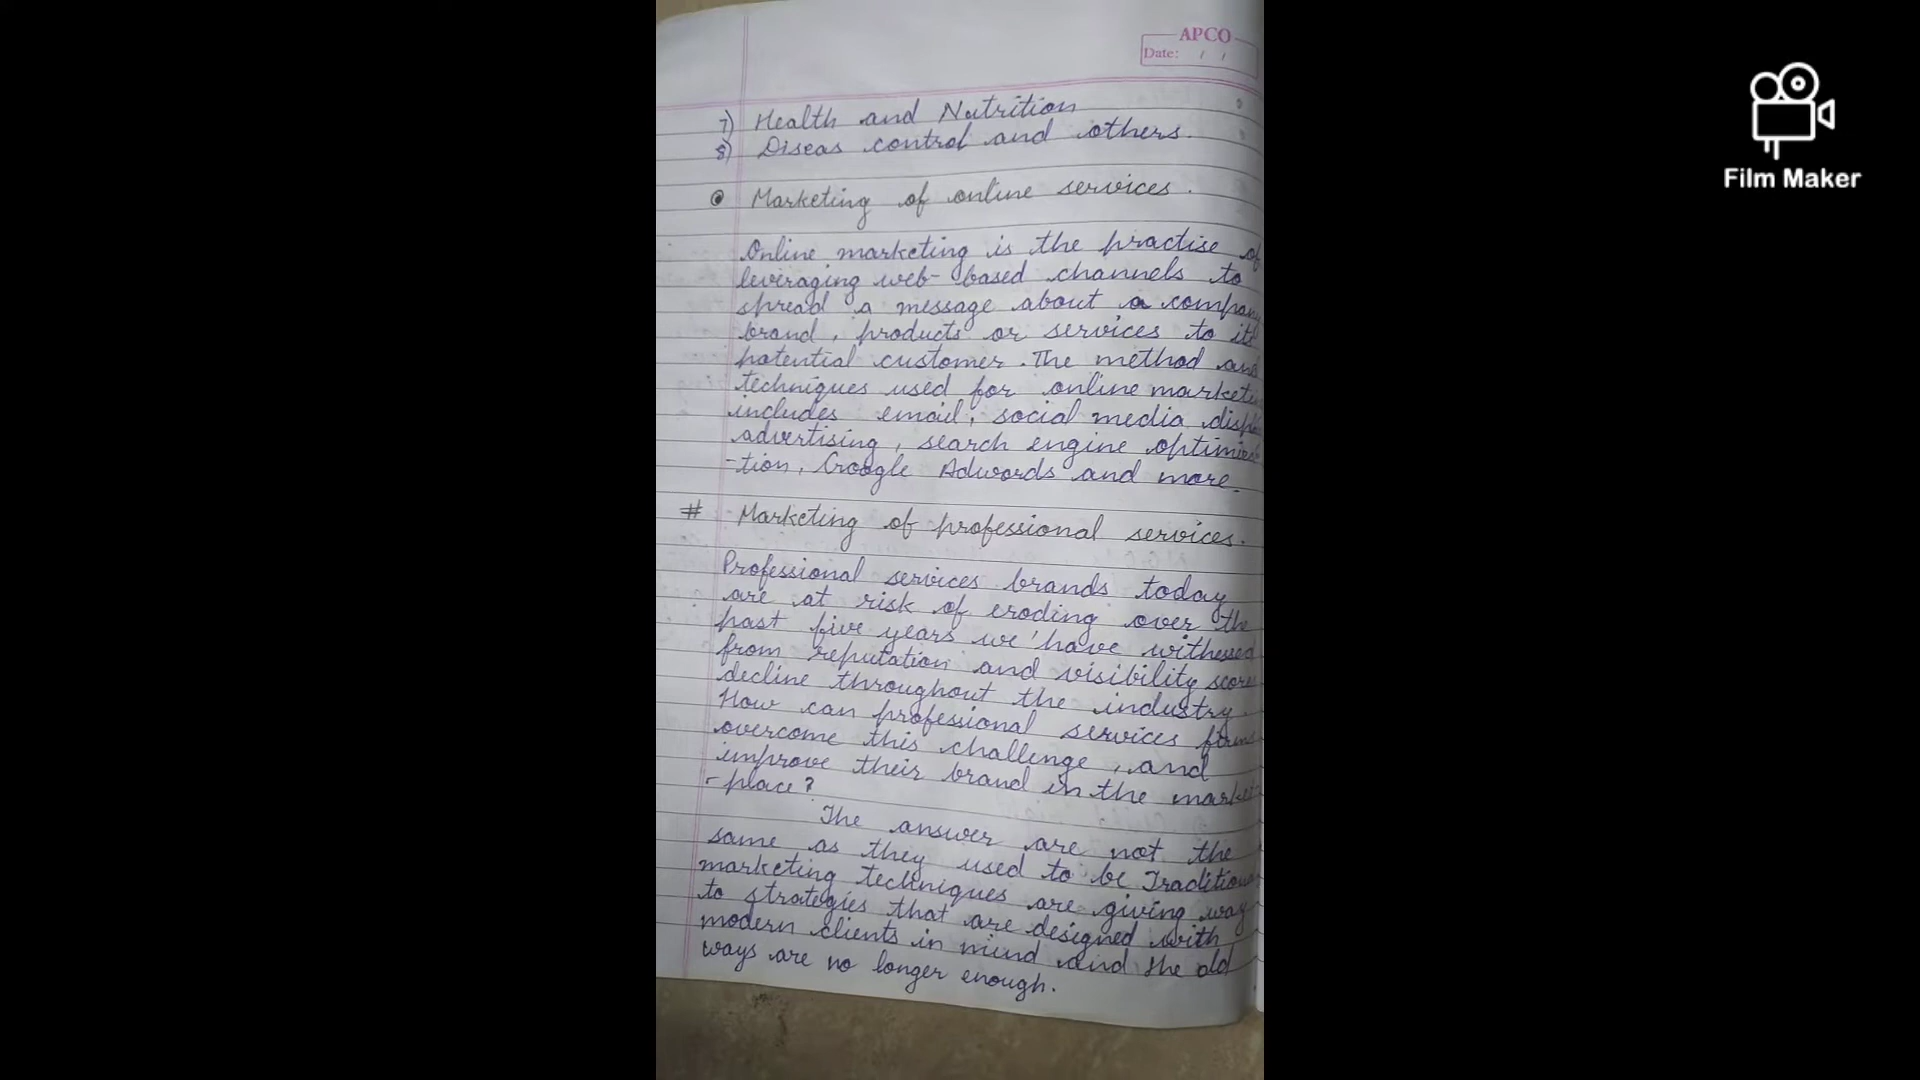 APCO
Date: / /
7) Health and Nutrition
8) Diseas control and others.
Marketing of online services.
Online marketing is the practise of
leveraging web-based channels to
spread a message about a company
brand, products or services to its
potential customer. The method and
techniques used for online
includes email, social media
advertising, search engine
-tion, Google Adwords and more.
# Marketing of professional services.
Professional services brands today
are at risk of eroding over the
past five years we have withessed
from reputation and visibility
decline throughout the industry.
How can professional services firms
overcome this challenge, and
improve their brand in the
-place?
The answer are not the
same as they used to be
marketing techniques are giving way
to strategies that are designed with
modern clients in mind and the old
ways are no longer enough.
Film Maker